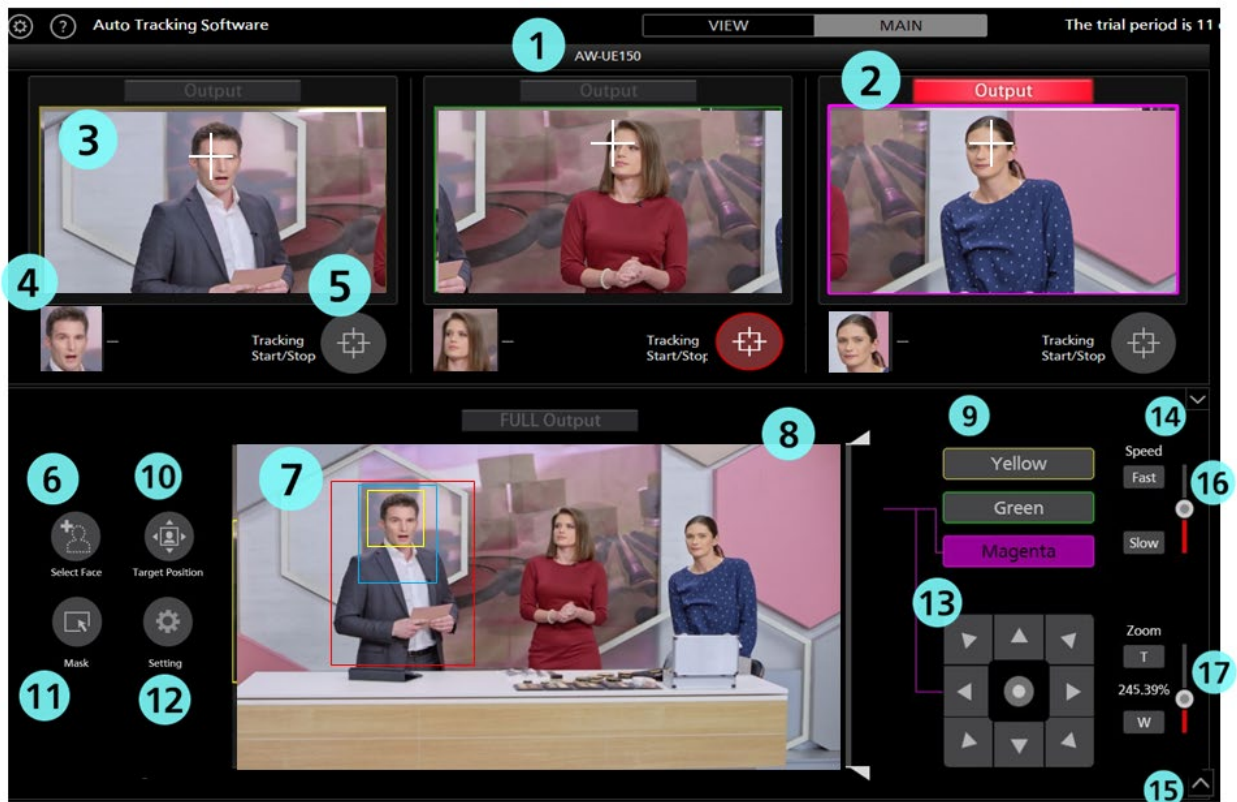 Auto Tracking Software
VIEW
MAIN
The trial period is 11
1
AW-UE150
2
Output
Output
Output
3
4
5
Tracking
Start/Stop
Tracking
Start/Stop
Tracking
Start/Stop
FULL Output
8
9
14
6
10
7
Yellow
Speed
Fast
16
Green
Select Face
Target Position
Magenta
Slow
13
Mask
Setting
Zoom
T
11
12
245.39%
17
W
15